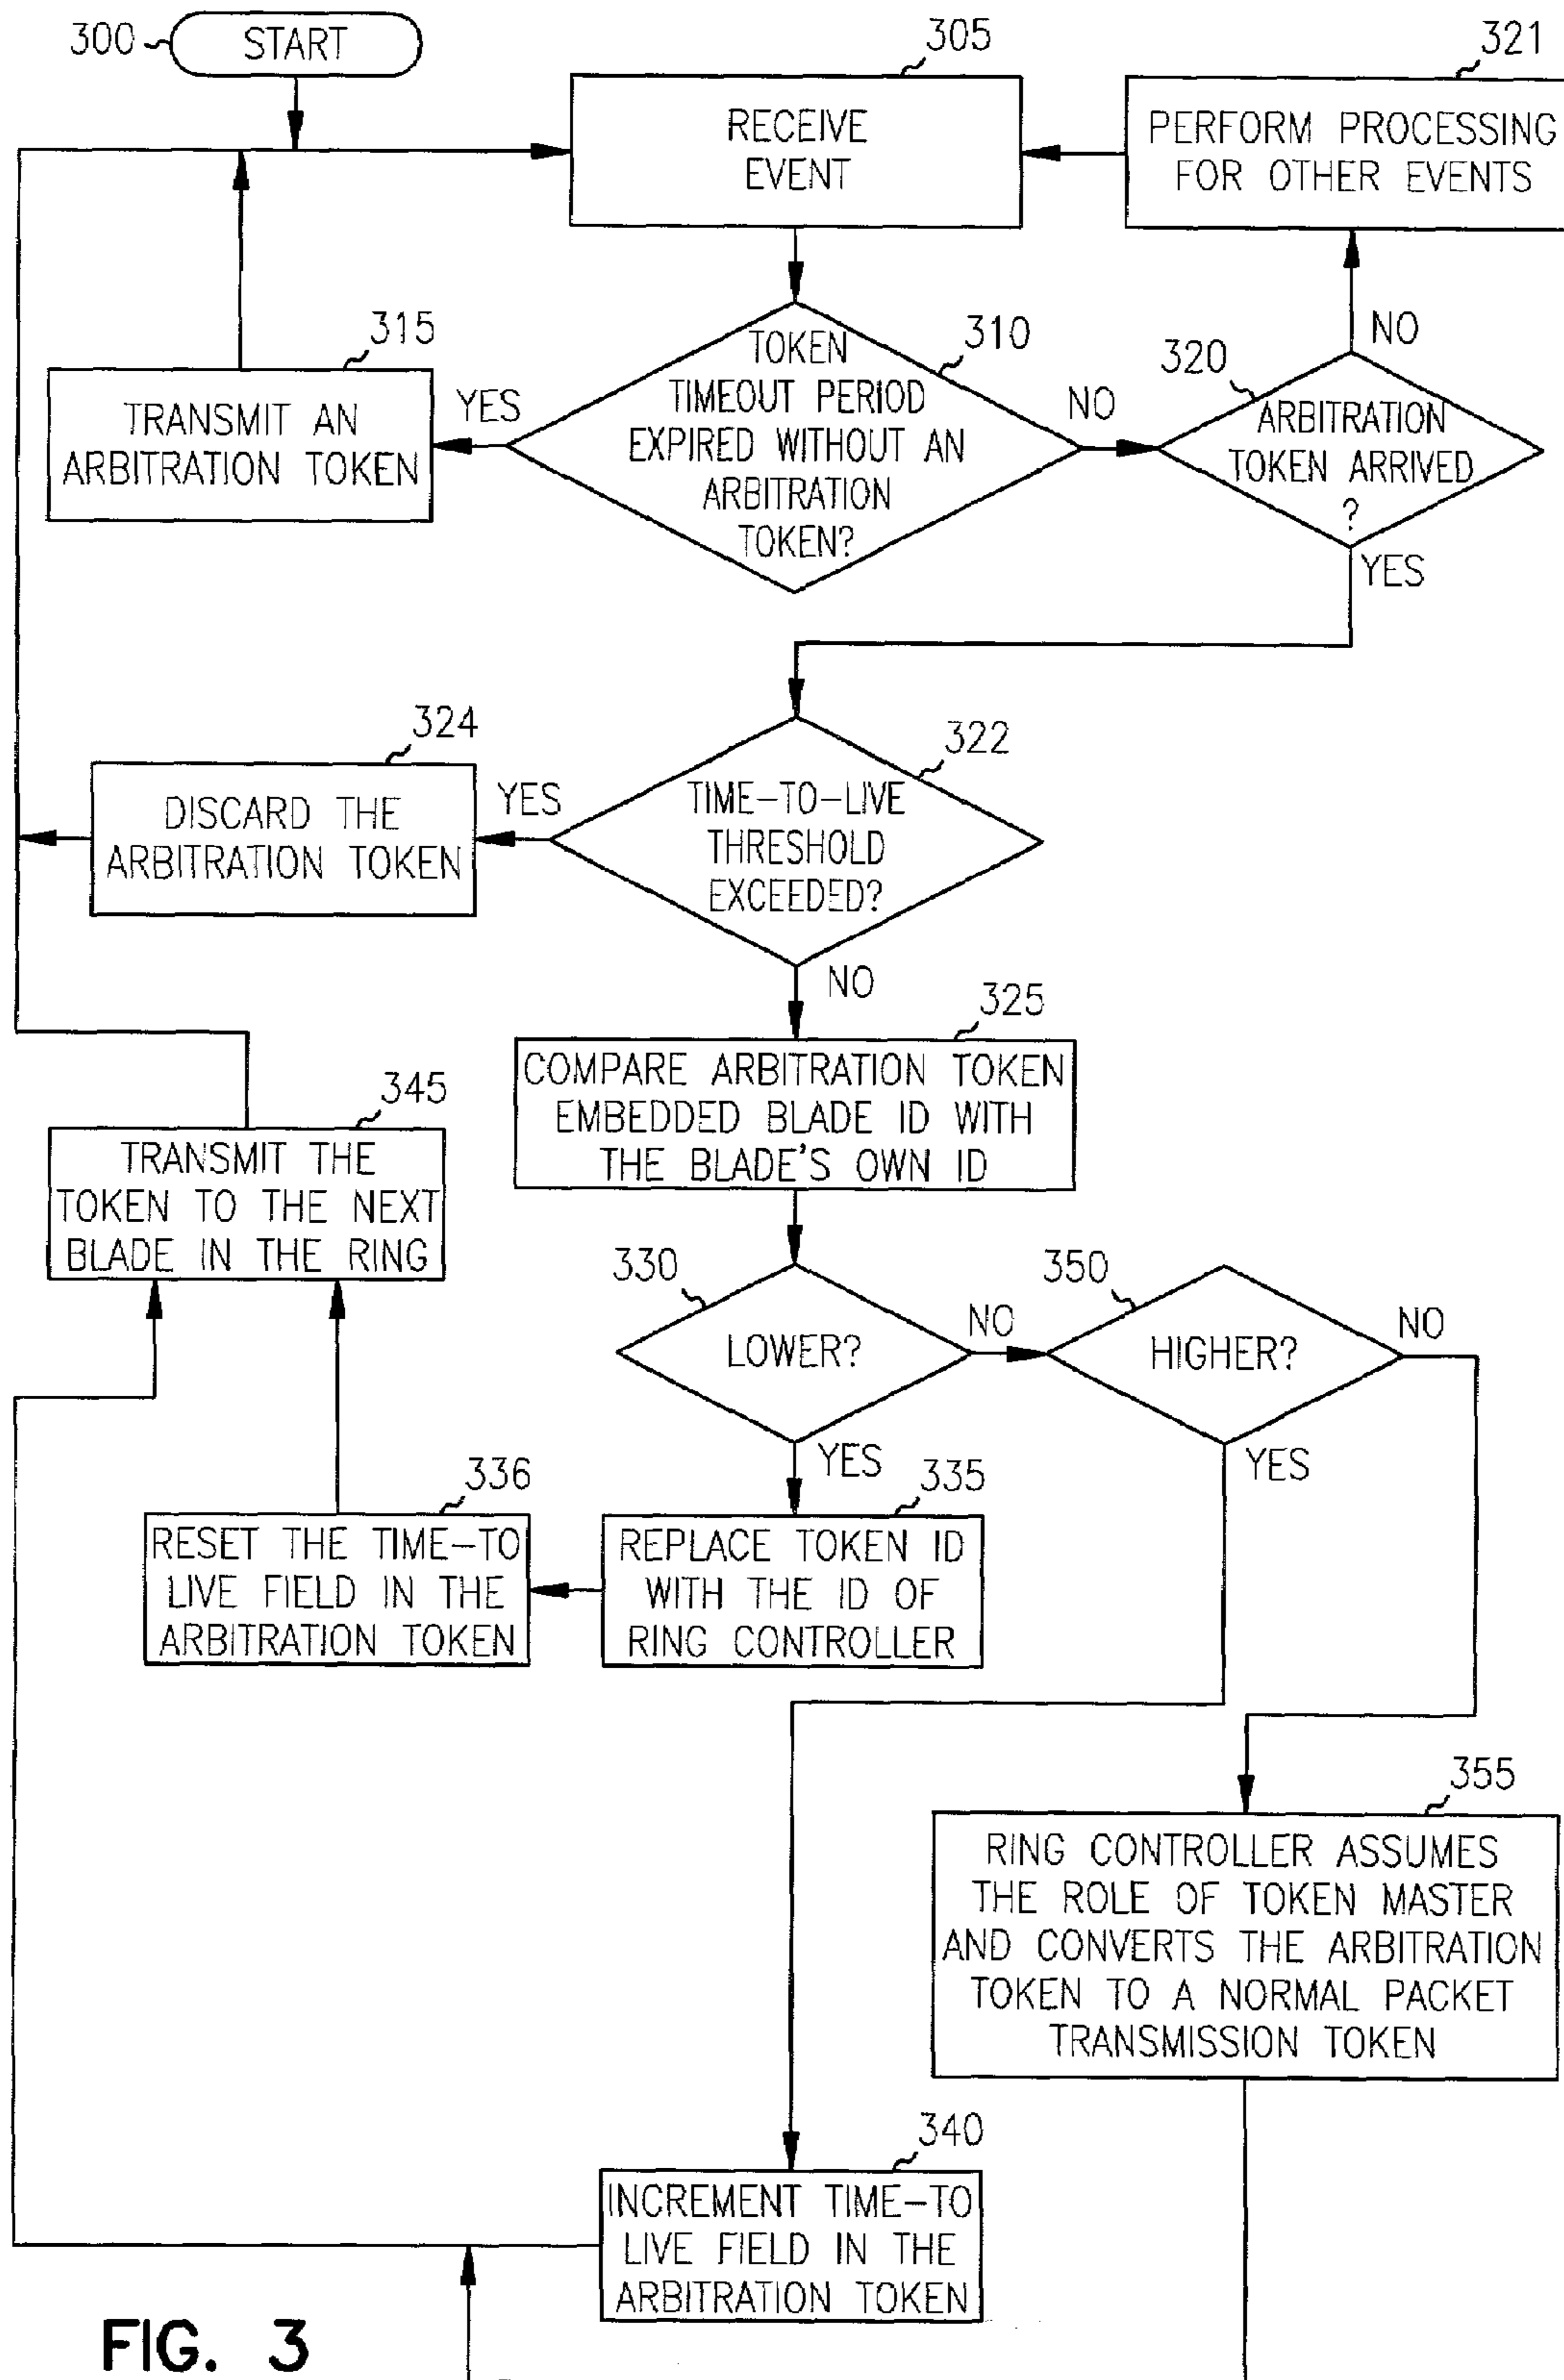 300
START
305
RECEIVE
EVENT
321
PERFORM PROCESSING
FOR OTHER EVENTS
315
TRANSMIT AN
ARBITRATION TOKEN
YES
310
TOKEN
TIMEOUT PERIOD
EXPIRED WITHOUT AN
ARBITRATION
TOKEN?
NO
320
ARBITRATION
TOKEN ARRIVED
?
NO
YES
324
DISCARD THE
ARBITRATION TOKEN
YES
322
TIME-TO-LIVE
THRESHOLD
EXCEEDED?
NO
325
COMPARE ARBITRATION TOKEN
EMBEDDED BLADE ID WITH
THE BLADE'S OWN ID
345
TRANSMIT THE
TOKEN TO THE NEXT
BLADE IN THE RING
330
LOWER?
NO
350
HIGHER?
NO
YES
YES
336
RESET THE TIME-TO
LIVE FIELD IN THE
ARBITRATION TOKEN
335
REPLACE TOKEN ID
WITH THE ID OF
RING CONTROLLER
355
RING CONTROLLER ASSUMES
THE ROLE OF TOKEN MASTER
AND CONVERTS THE ARBITRATION
TOKEN TO A NORMAL PACKET
TRANSMISSION TOKEN
340
INCREMENT TIME-TO
LIVE FIELD IN THE
ARBITRATION TOKEN
FIG. 3